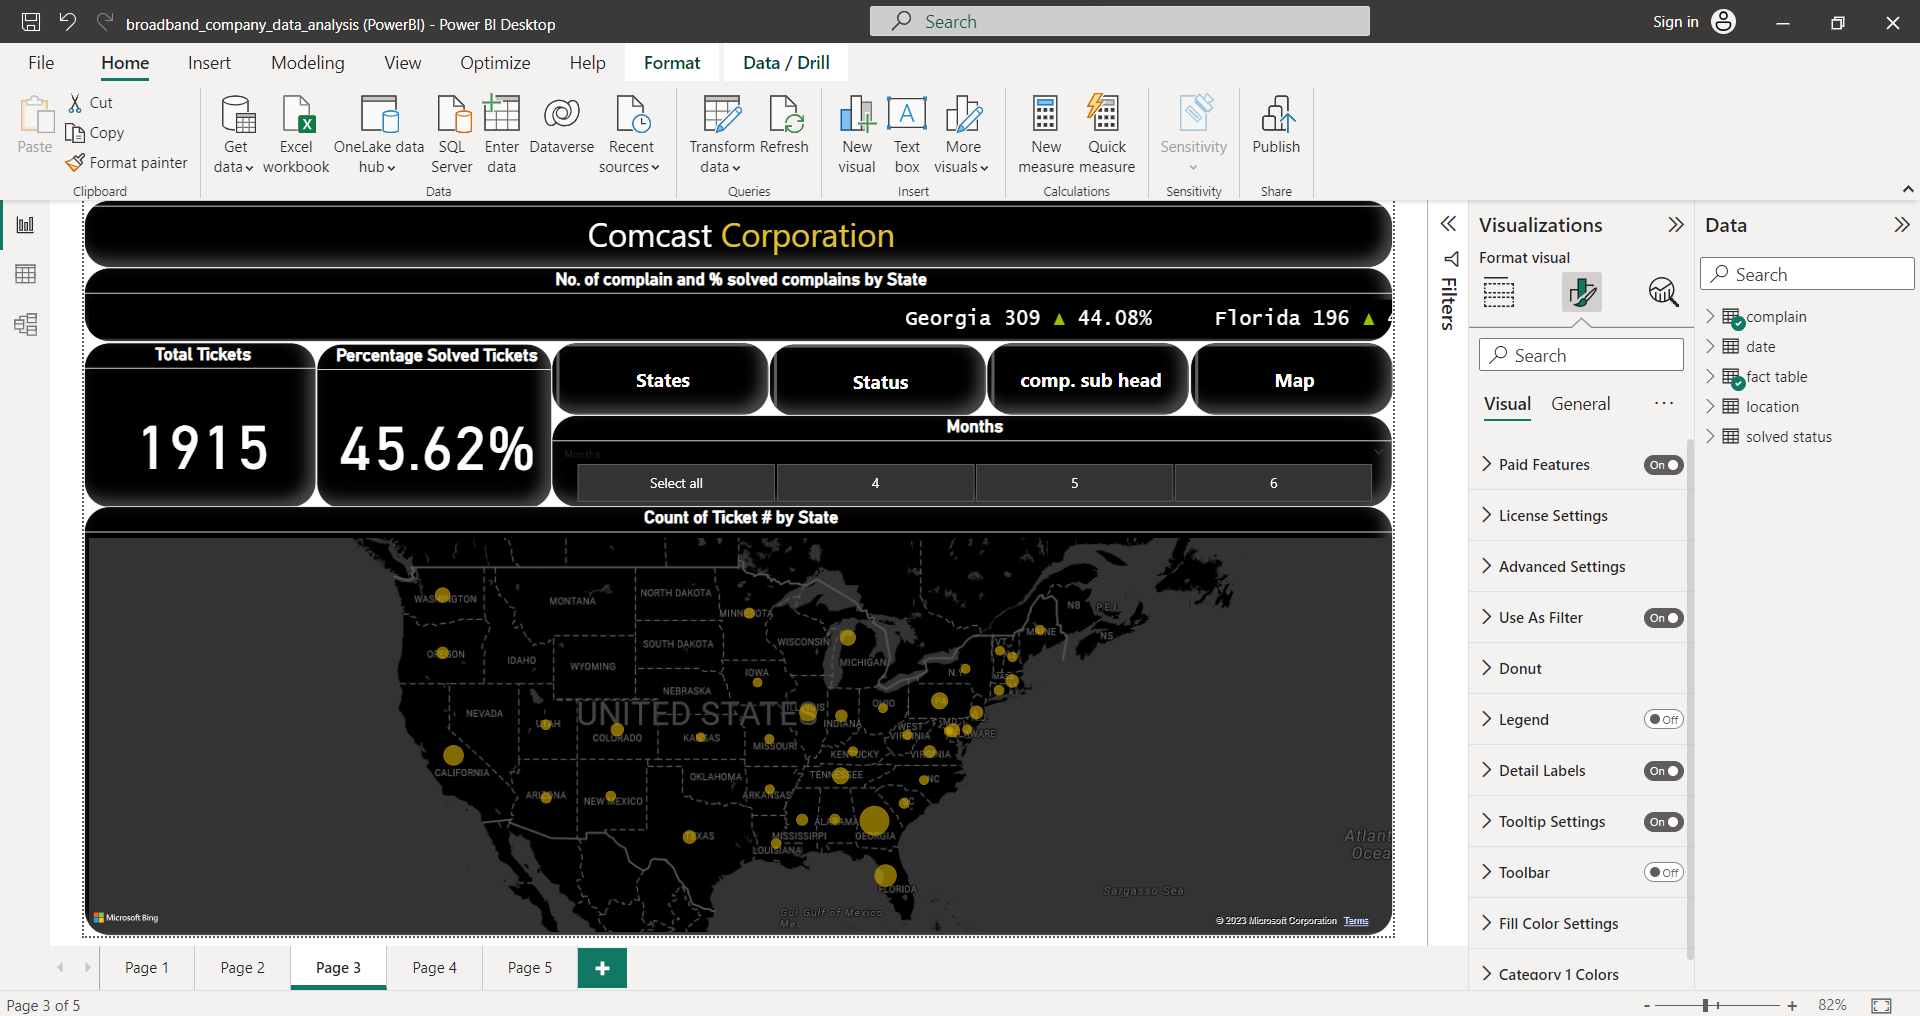 broadband_company_data_analysis (PowerBI) - Power BI Desktop
Search
Sign in
File
Home
Insert
Modeling
View
Optimize
Help
Format
Data / Drill
Paste
Cut
Copy
Format painter
Clipboard
Get data
Excel workbook
OneLake data hub
SQL Server
Enter data
Dataverse
Recent sources
Data
Transform data
Refresh
Queries
New visual
Text box
More visuals
Insert
New measure
Quick measure
Calculations
Sensitivity
Sensitivity
Publish
Share
Comcast Corporation
No. of complain and % solved complains by State
Georgia 309 ▲ 44.08%
Florida 196 ▲
Total Tickets
1915
Percentage Solved Tickets
45.62%
States
Status
comp. sub head
Map
Months
Months
Select all
4
5
6
Count of Ticket # by State
WASHINGTON
MONTANA
NORTH DAKOTA
MINNESOTA
NB
PEI
NS
MAINE
VT
OREGON
IDAHO
SOUTH DAKOTA
WISCONSIN
MICHIGAN
WYOMING
IOWA
N.Y.
MASS
NEBRASKA
NEVADA
UTAH
UNITED STATES
ILLINOIS
INDIANA
OHIO
PA
N.J.
MD
DELAWARE
COLORADO
KANSAS
MISSOURI
WEST VIRGINIA
KENTUCKY
VIRGINIA
CALIFORNIA
OKLAHOMA
TENNESSEE
NC
ARIZONA
NEW MEXICO
ARKANSAS
SC
TEXAS
MISSISSIPPI
ALABAMA
GEORGIA
LOUISIANA
FLORIDA
Atlant
Ocea
Sargasso Sea
Gulf of Mexico
Microsoft Bing
© 2023 Microsoft Corporation Terms
Filters
Visualizations
Format visual
Search
Visual
General
...
Paid Features
On
License Settings
Advanced Settings
Use As Filter
On
Donut
Legend
Off
Detail Labels
On
Tooltip Settings
On
Toolbar
Off
Fill Color Settings
Category 1 Colors
Data
Search
complain
date
fact table
location
solved status
Page 1
Page 2
Page 3
Page 4
Page 5
+
Page 3 of 5
- +
82%